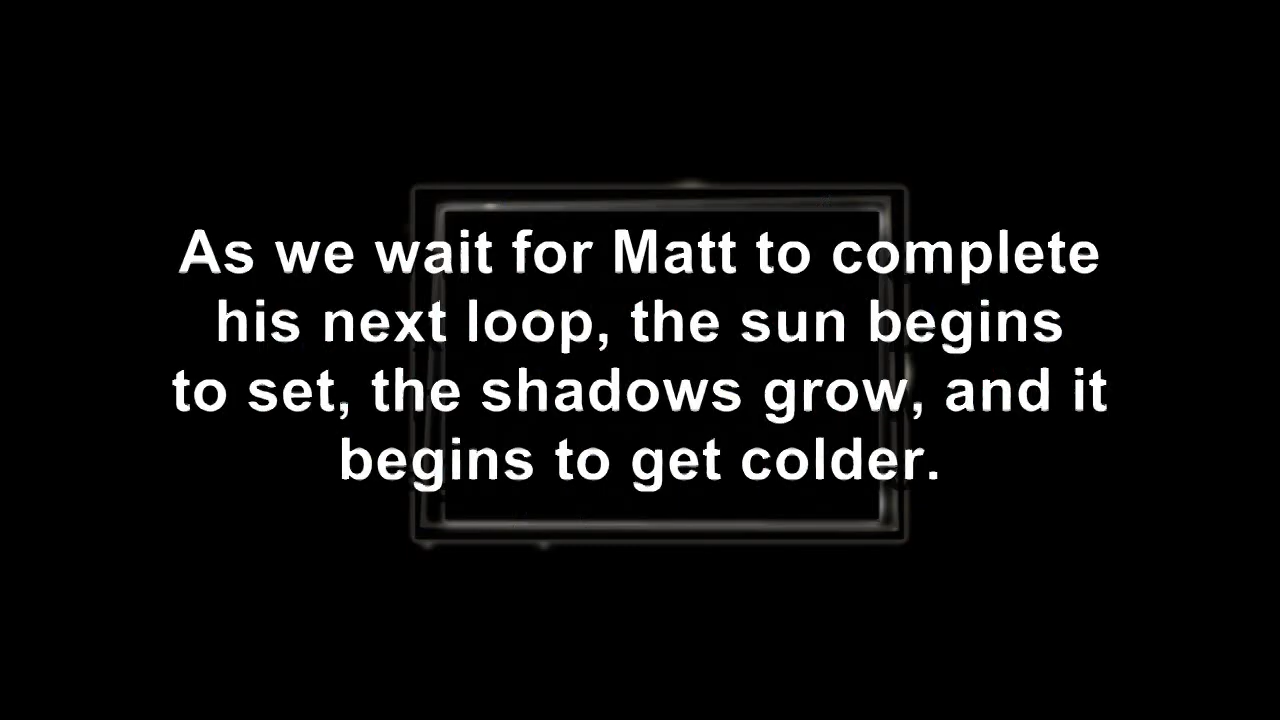 As we wait for Matt to complete
his next loop, the sun begins
to set, the shadows grow, and it
begins to get colder.